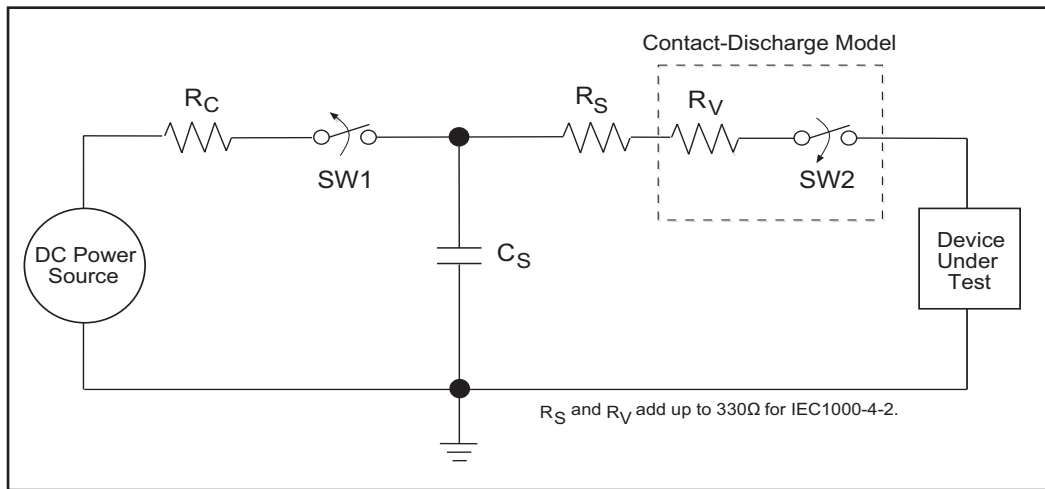 Contact-Discharge Model
RC
RS
RV
SW1
SW2
DC Power
Source
CS
Device
Under
Test
RS and RV add up to 330Ω for IEC1000-4-2.